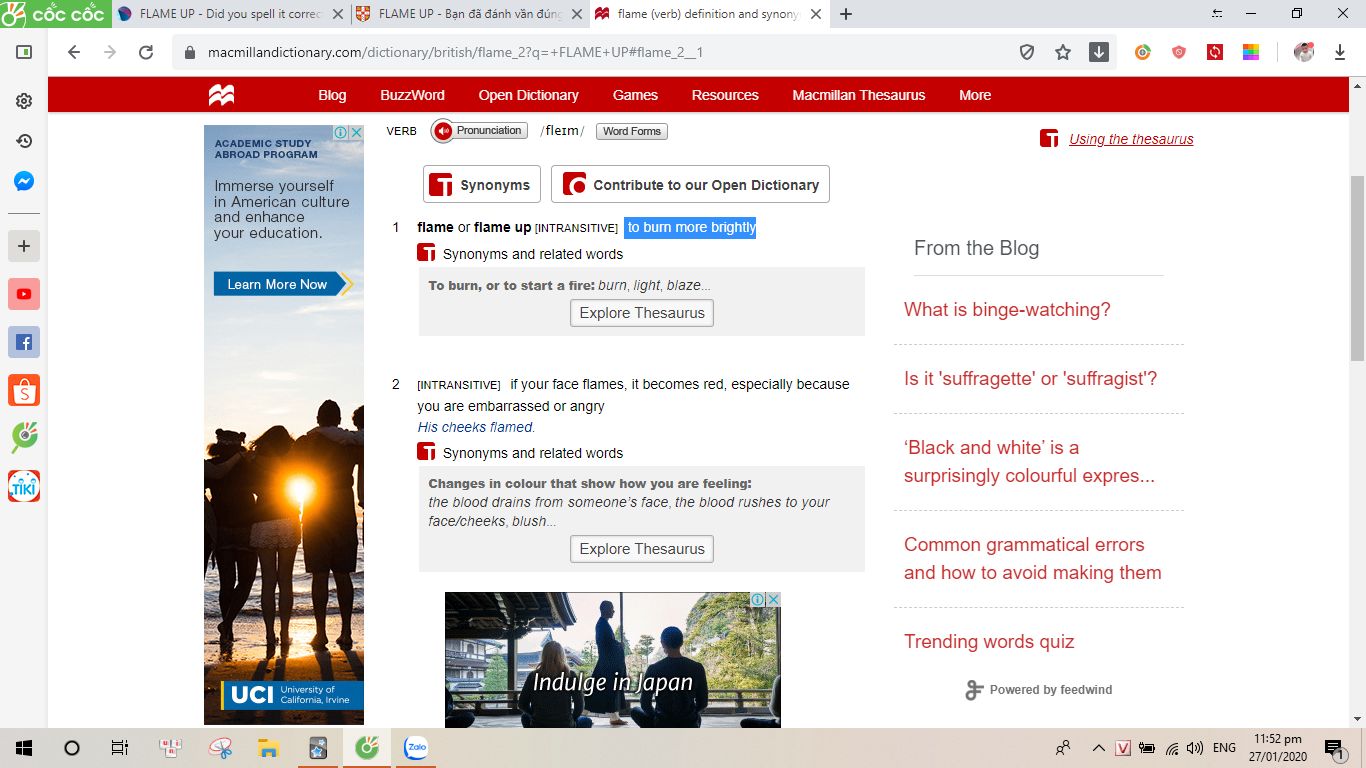 cốc cốc
FLAME UP - Did you spell it correc
FLAME UP - Bạn đã đánh vần đúng
flame (verb) definition and synony
macmillandictionary.com/dictionary/british/flame_2?q=+FLAME+UP#flame_2__1
Blog BuzzWord Open Dictionary Games Resources Macmillan Thesaurus More
VERB Pronunciation /fleɪm/ Word Forms
Using the thesaurus
T Synonyms
Contribute to our Open Dictionary
1 flame or flame up [INTRANSITIVE] to burn more brightly
T Synonyms and related words
To burn, or to start a fire: burn, light, blaze...
Explore Thesaurus
2 [INTRANSITIVE] if your face flames, it becomes red, especially because
you are embarrassed or angry
His cheeks flamed.
T Synonyms and related words
Changes in colour that show how you are feeling:
the blood drains from someone's face, the blood rushes to your
face/cheeks, blush...
Explore Thesaurus
ACADEMIC STUDY
ABROAD PROGRAM
Immerse yourself
in American culture
and enhance
your education.
Learn More Now
UCI University of
California, Irvine
Indulge in Japan
From the Blog
What is binge-watching?
Is it 'suffragette' or 'suffragist'?
‘Black and white’ is a
surprisingly colourful expres...
Common grammatical errors
and how to avoid making them
Trending words quiz
Powered by feedwind
TIKI
Zalo
V
ENG
11:52 pm
27/01/2020
1